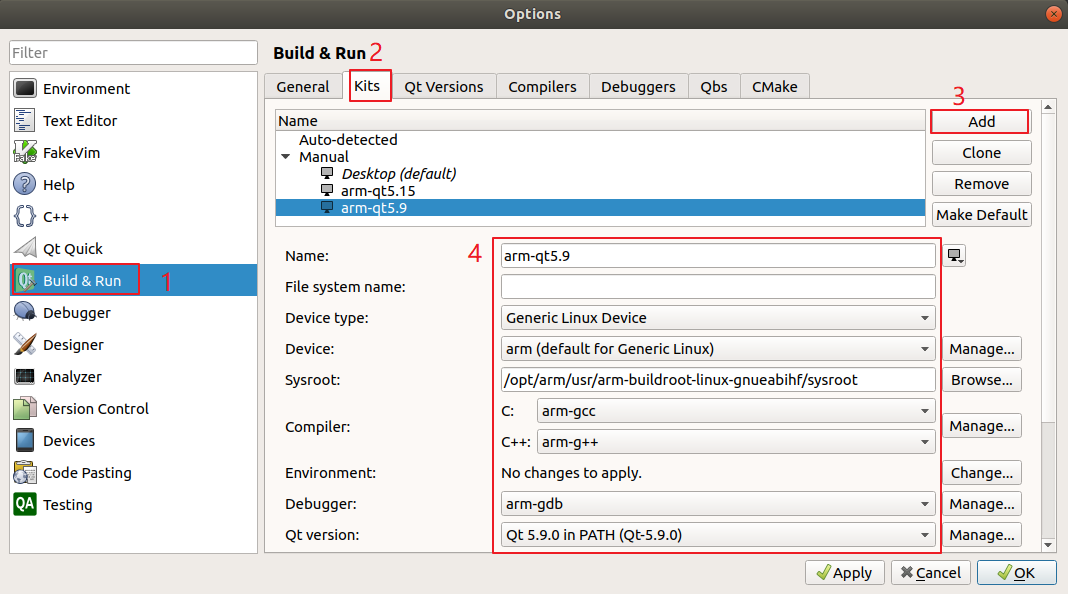 Options
Filter
Environment
Text Editor
FakeVim
Help
C++
Qt Quick
Build & Run 1
Debugger
Designer
Analyzer
Version Control
Devices
Code Pasting
QA Testing
Build & Run 2
General Kits Qt Versions Compilers Debuggers Qbs CMake
3
Name
Auto-detected
Manual
Desktop (default)
arm-qt5.15
arm-qt5.9
Add
Clone
Remove
Make Default
4
Name: arm-qt5.9
File system name:
Device type: Generic Linux Device
Device: arm (default for Generic Linux) Manage...
Sysroot: /opt/arm/usr/arm-buildroot-linux-gnueabihf/sysroot Browse...
Compiler: C: arm-gcc
C++: arm-g++ Manage...
Environment: No changes to apply. Change...
Debugger: arm-gdb Manage...
Qt version: Qt 5.9.0 in PATH (Qt-5.9.0) Manage...
Apply Cancel OK